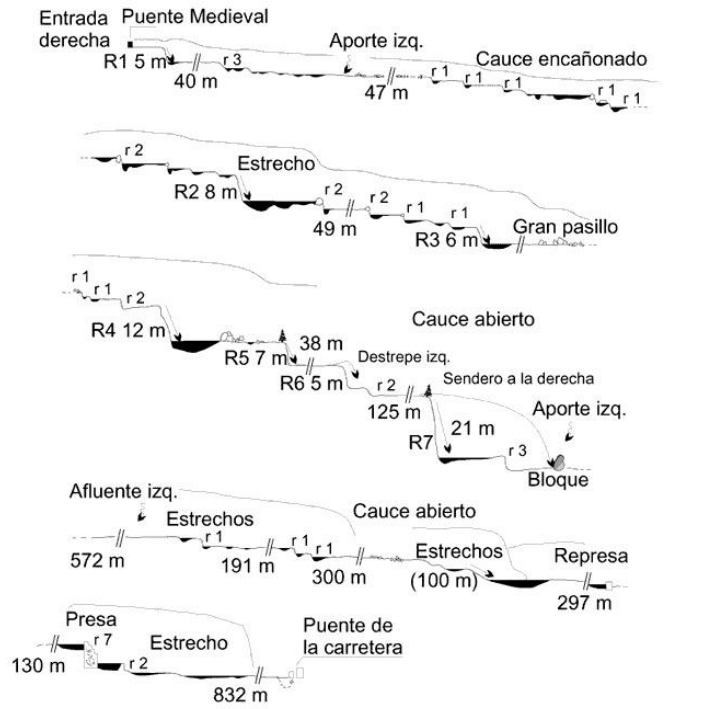 Entrada
derecha
Puente Medieval
R1 5 m
40 m
r 3
Aporte izq.
47 m
Cauce encañonado
r 1
r 1
r 1
r 1
r 1
r 2
Estrecho
R2 8 m
r 2
49 m
r 2
r 1
r 1
R3 6 m
Gran pasillo
r 1
r 1
r 2
R4 12 m
Cauce abierto
R5 7 m
38 m
R6 5 m
Destrepe izq.
r 2
125 m
Sendero a la derecha
R7
21 m
r 3
Aporte izq.
Bloque
Afluente izq.
572 m
Estrechos
r 1
191 m
r 1
r 1
300 m
Cauce abierto
Estrechos
(100 m)
Represa
297 m
Presa
130 m
r 7
r 2
Estrecho
832 m
Puente de
la carretera